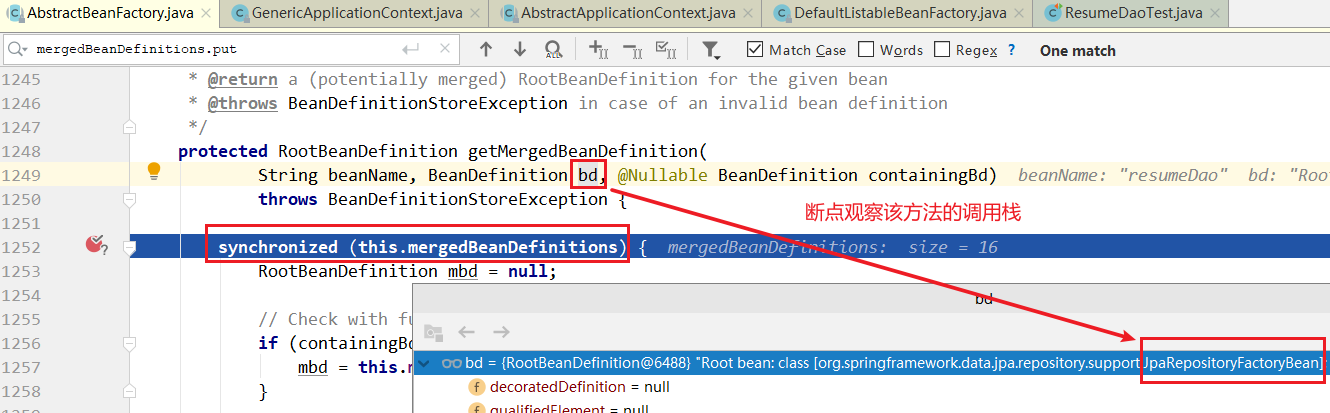 AbstractBeanFactory.java × GenericApplicationContext.java × AbstractApplicationContext.java × DefaultListableBeanFactory.java × ResumeDaoTest.java ×
mergedBeanDefinitions.put Match Case Words Regex ? One match
1245 * @return a (potentially merged) RootBeanDefinition for the given bean
1246 * @throws BeanDefinitionStoreException in case of an invalid bean definition
1247 */
1248 protected RootBeanDefinition getMergedBeanDefinition(
1249 String beanName, BeanDefinition bd, @Nullable BeanDefinition containingBd) beanName: "resumeDao" bd: "Roo
1250 throws BeanDefinitionStoreException {
断点观察该方法的调用栈
1251
1252 synchronized (this.mergedBeanDefinitions) { mergedBeanDefinitions: size = 16
1253 RootBeanDefinition mbd = null;
1254
bd
1255 // Check with fu
1256 if (containingBd
1257 mbd = this.m
bd = {RootBeanDefinition@6488} "Root bean: class [org.springframework.data.jpa.repository.support.JpaRepositoryFactoryBean];
1258 }
f decoratedDefinition = null
1259
f qualifiedElement = null